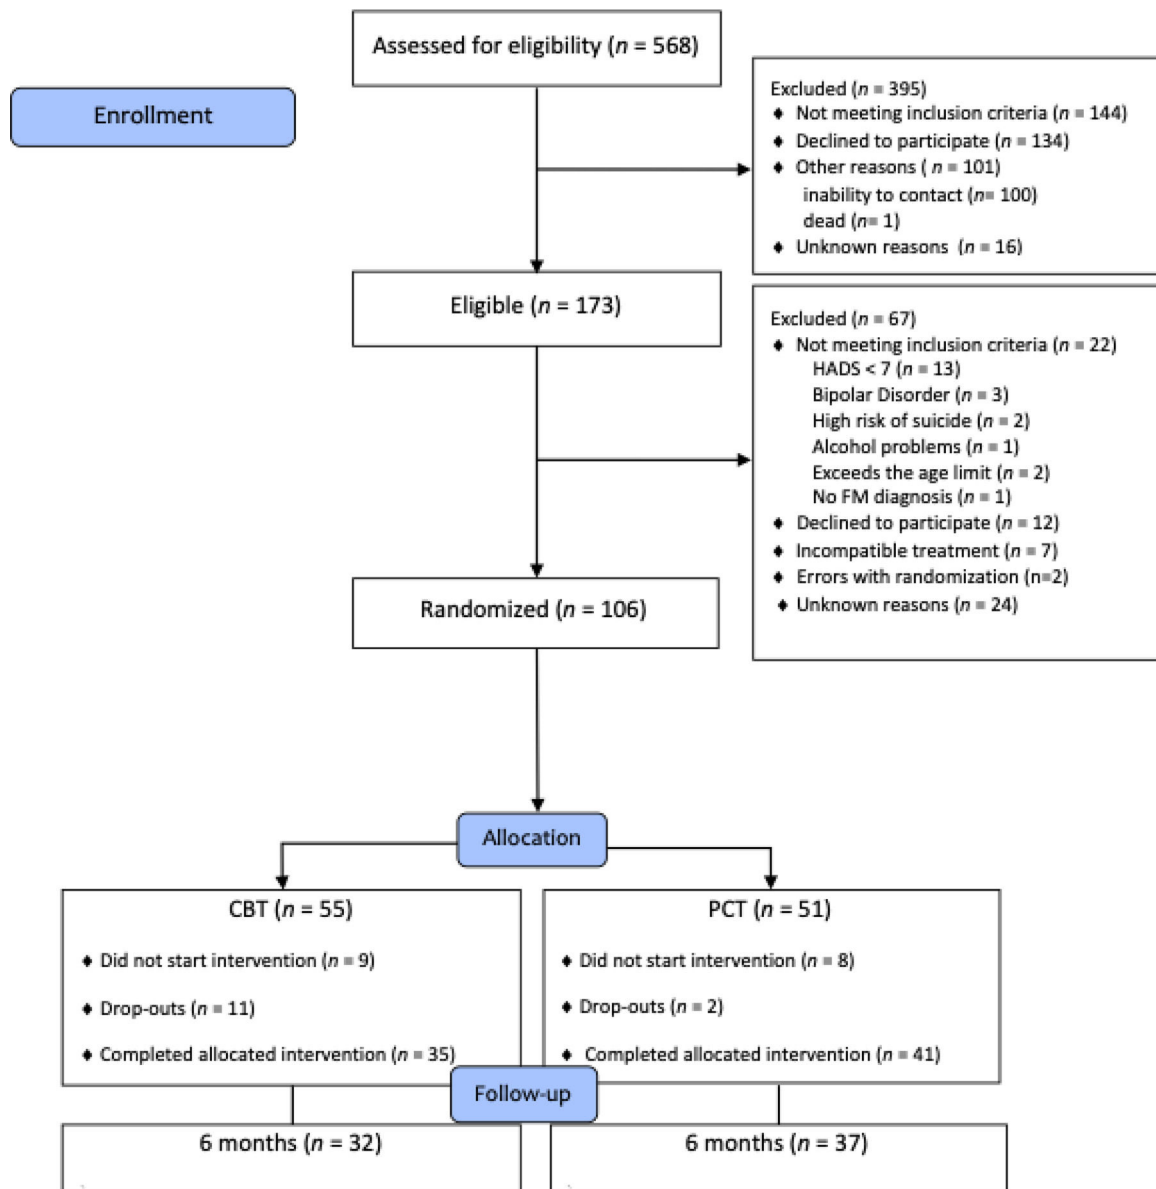 Assessed for eligibility (n = 568)
Enrollment
Excluded (n = 395)
♦ Not meeting inclusion criteria (n = 144)
♦ Declined to participate (n = 134)
♦ Other reasons ( n = 101)
inability to contact (n= 100)
dead (n= 1)
♦ Unknown reasons (n = 16)
Eligible (n = 173)
Excluded (n = 67)
♦ Not meeting inclusion criteria (n = 22)
HADS < 7 (n = 13)
Bipolar Disorder (n = 3)
High risk of suicide (n = 2)
Alcohol problems (n = 1)
Exceeds the age limit (n = 2)
No FM diagnosis (n = 1)
♦ Declined to participate (n = 12)
♦ Incompatible treatment (n = 7)
♦ Errors with randomization (n=2)
♦ Unknown reasons (n = 24)
Randomized (n = 106)
Allocation
CBT (n = 55)
♦ Did not start intervention (n = 9)
♦ Drop-outs (n = 11)
♦ Completed allocated intervention (n = 35)
PCT (n = 51)
♦ Did not start intervention (n = 8)
♦ Drop-outs (n = 2)
♦ Completed allocated intervention (n = 41)
Follow-up
6 months (n = 32)
6 months (n = 37)